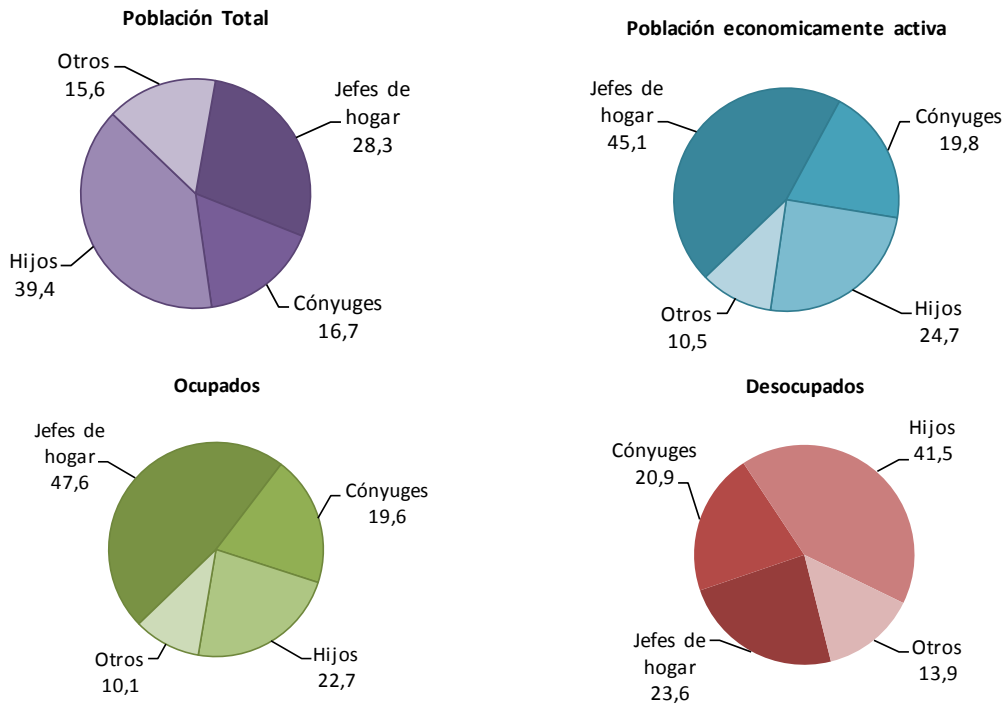 Población Total
Otros
15,6
Jefes de
hogar
28,3
Hijos
39,4
Cónyuges
16,7
Población economicamente activa
Jefes de
hogar
45,1
Cónyuges
19,8
Otros
10,5
Hijos
24,7
Ocupados
Jefes de
hogar
47,6
Cónyuges
19,6
Otros
10,1
Hijos
22,7
Desocupados
Cónyuges
20,9
Hijos
41,5
Jefes de
hogar
23,6
Otros
13,9